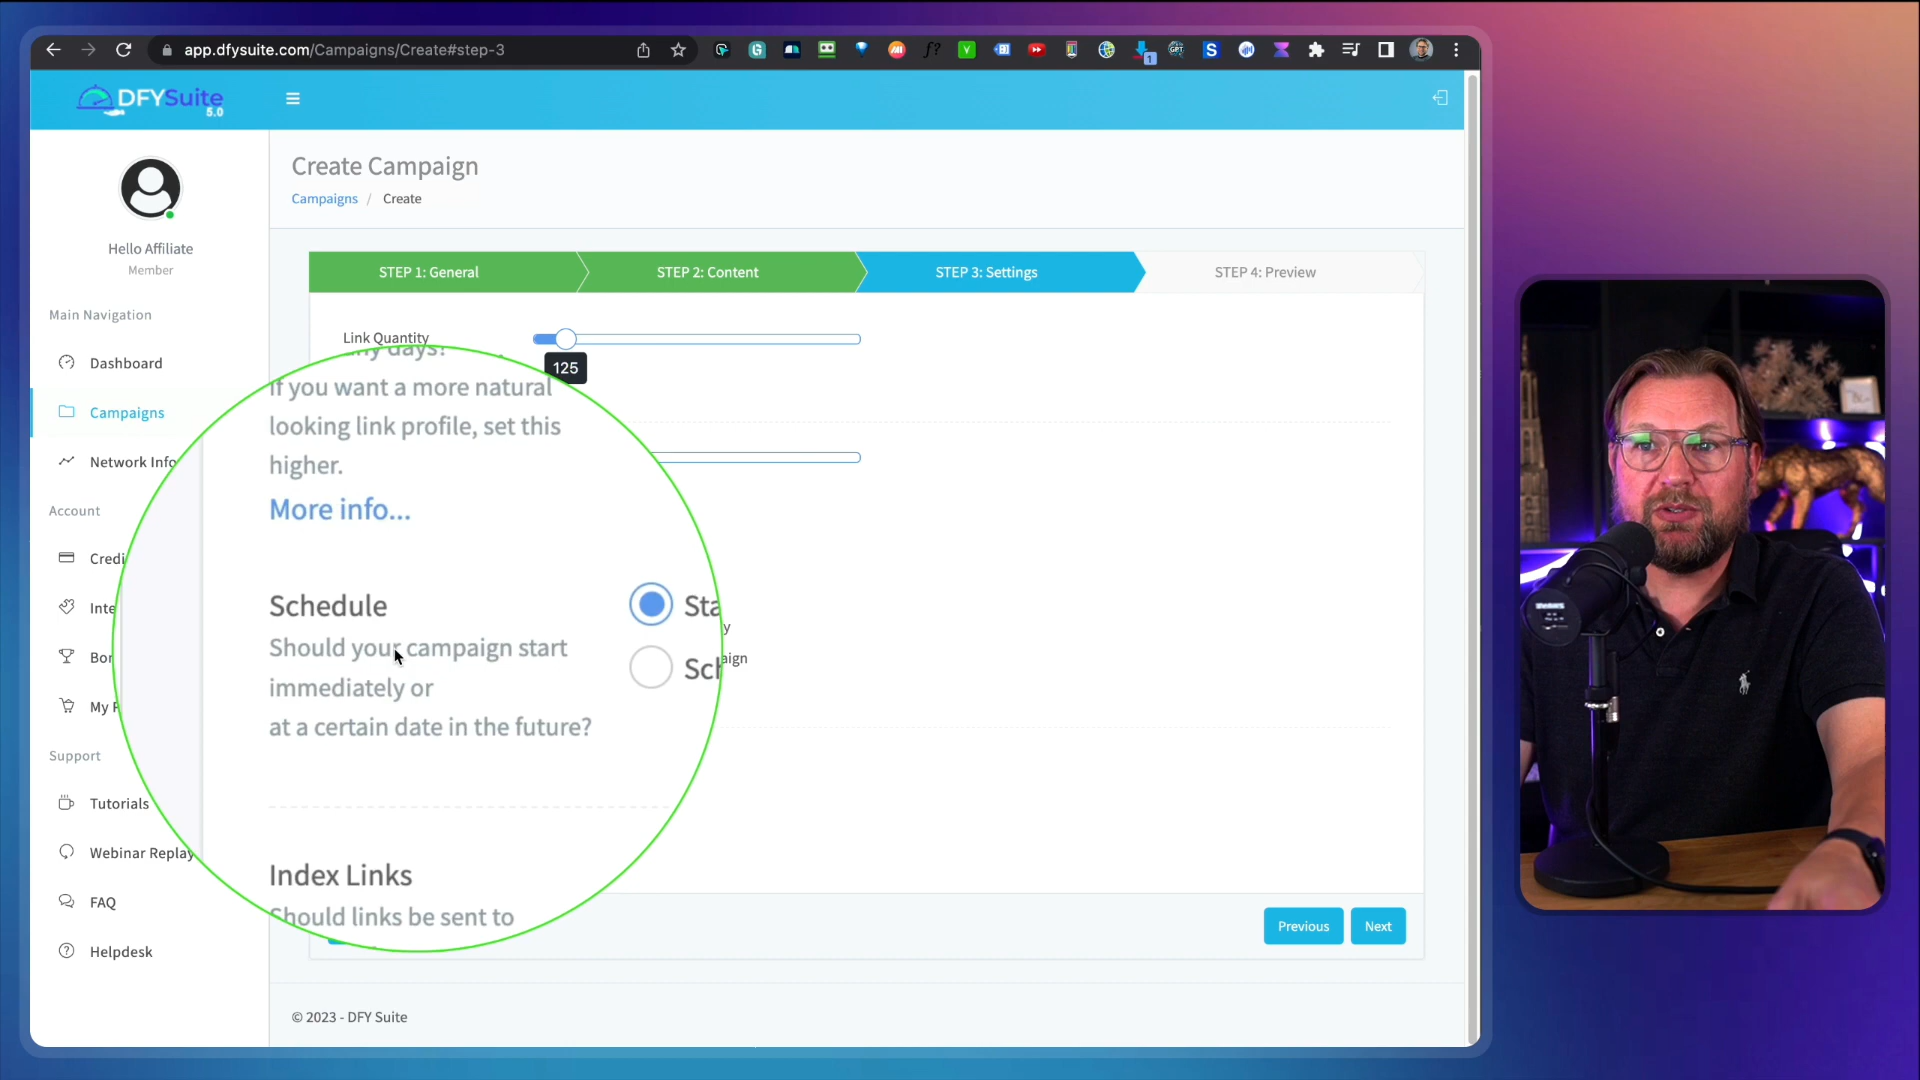 app.dfysuite.com/Campaigns/Create#step-3
DFYSuite
5.0
Hello Affiliate
Member
Main Navigation
Dashboard
Campaigns
Network Info
Account
Credi
Inte
Bor
My
Support
Tutorials
Webinar Replay
FAQ
Helpdesk
Create Campaign
Campaigns / Create
STEP 1: General
STEP 2: Content
STEP 3: Settings
STEP 4: Preview
Link Quantity
125
any days?
If you want a more natural
looking link profile, set this
higher.
More info...
Schedule
Should your campaign start
immediately or
at a certain date in the future?
Sta
Sch
y
aign
Index Links
Should links be sent to
Previous
Next
© 2023 - DFY Suite